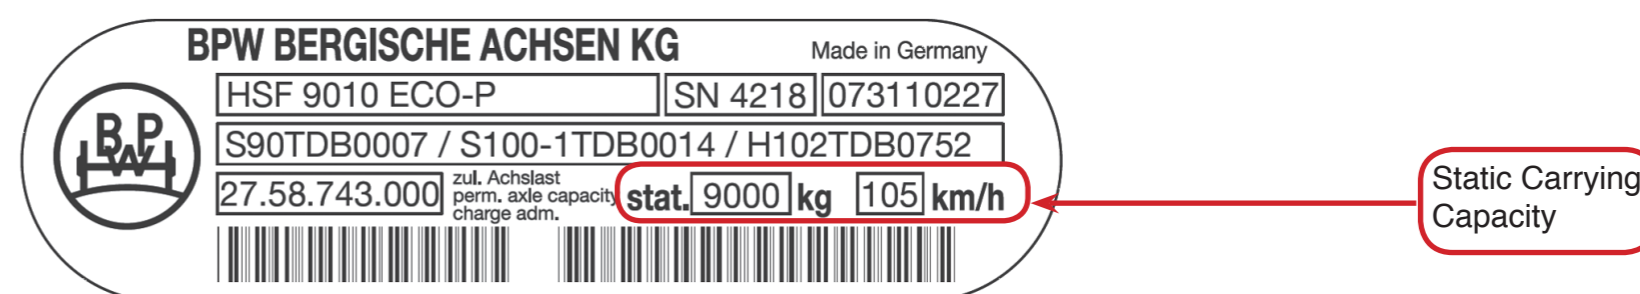 BPW BERGISCHE ACHSEN KG Made in Germany
BPW
HSF 9010 ECO-P SN 4218 073110227
S90TDB0007 / S100-1TDB0014 / H102TDB0752
27.58.743.000 zul. Achslast
perm. axle capacity
charge adm.
stat. 9000 kg 105 km/h
Static Carrying
Capacity